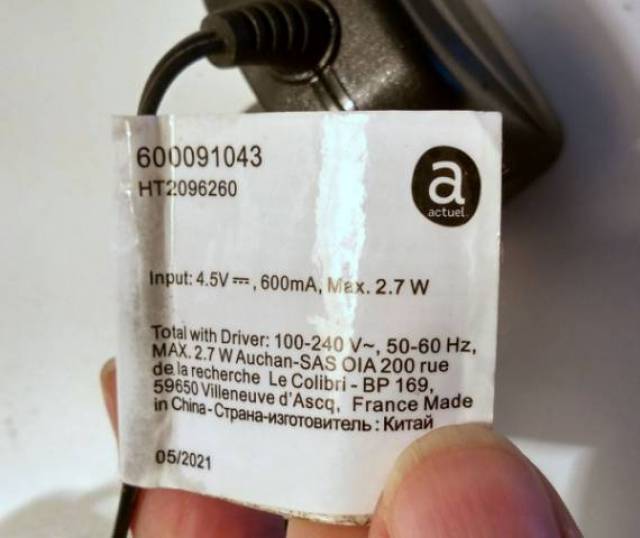 600091043
HT2096260
a
actuel
Input: 4.5V⎓, 600mA, Max. 2.7 W
Total with Driver: 100-240 V~, 50-60 Hz,
MAX. 2.7 W Auchan-SAS OIA 200 rue
de la recherche Le Colibri - BP 169,
59650 Villeneuve d'Ascq, France Made
in China - Страна-изготовитель : Китай
05/2021